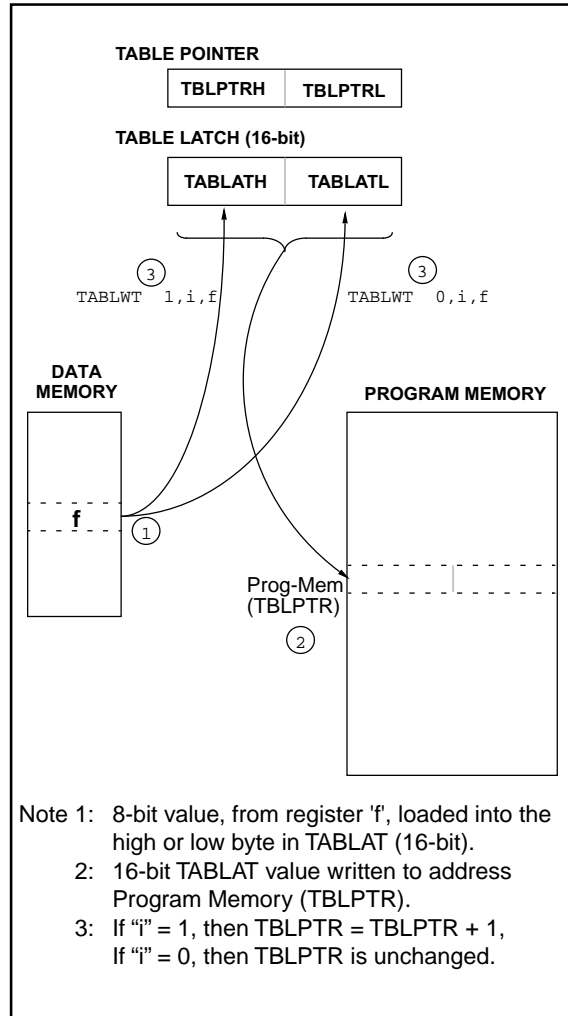 TABLE POINTER
TBLPTRH TBLPTRL
TABLE LATCH (16-bit)
TABLATH TABLATL
3 3
TABLWT 1,i,f TABLWT 0,i,f
DATA
MEMORY
PROGRAM MEMORY
f
1
Prog-Mem
(TBLPTR)
2
Note 1: 8-bit value, from register 'f', loaded into the
high or low byte in TABLAT (16-bit).
2: 16-bit TABLAT value written to address
Program Memory (TBLPTR).
3: If “i” = 1, then TBLPTR = TBLPTR + 1,
If “i” = 0, then TBLPTR is unchanged.